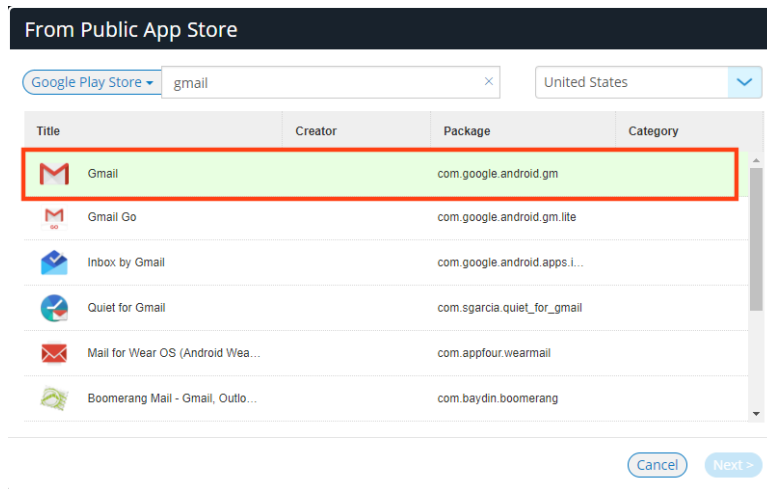 From Public App Store
Google Play Store gmail × United States
Title Creator Package Category
Gmail com.google.android.gm
Gmail Go com.google.android.gm.lite
Inbox by Gmail com.google.android.apps.i...
Quiet for Gmail com.sgarcia.quiet_for_gmail
Mail for Wear OS (Android Wea... com.appfour.wearmail
Boomerang Mail - Gmail, Outlo... com.baydin.boomerang
Cancel Next >